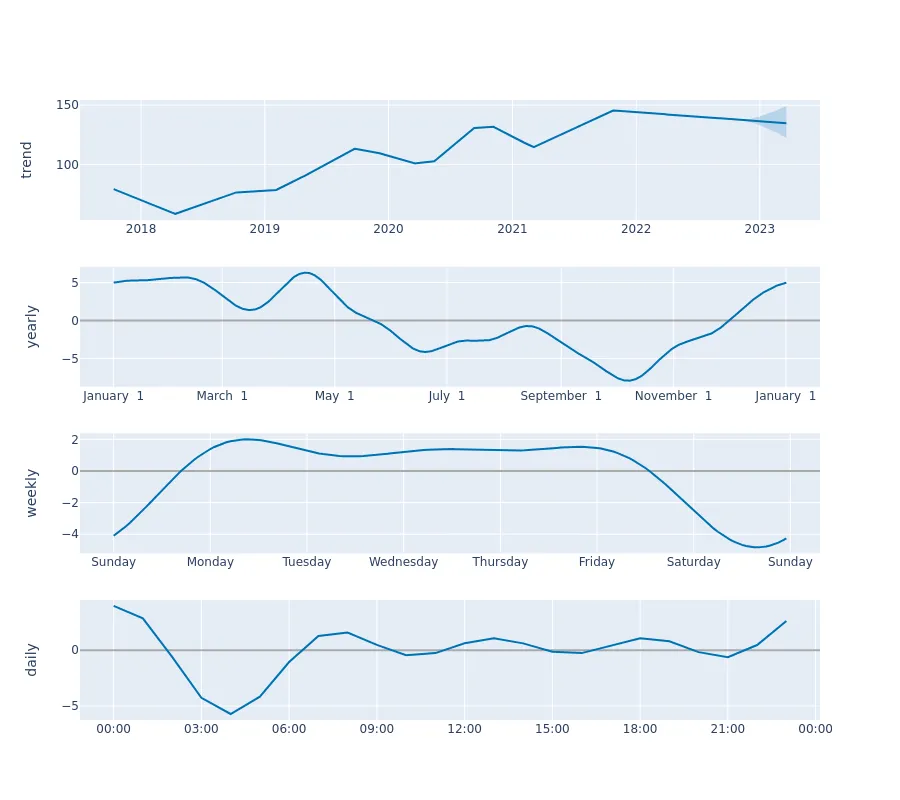 trend
150
100
2018 2019 2020 2021 2022 2023
yearly
5
0
−5
January 1 March 1 May 1 July 1 September 1 November 1 January 1
weekly
2
0
−2
−4
Sunday Monday Tuesday Wednesday Thursday Friday Saturday Sunday
daily
0
−5
00:00 03:00 06:00 09:00 12:00 15:00 18:00 21:00 00:00